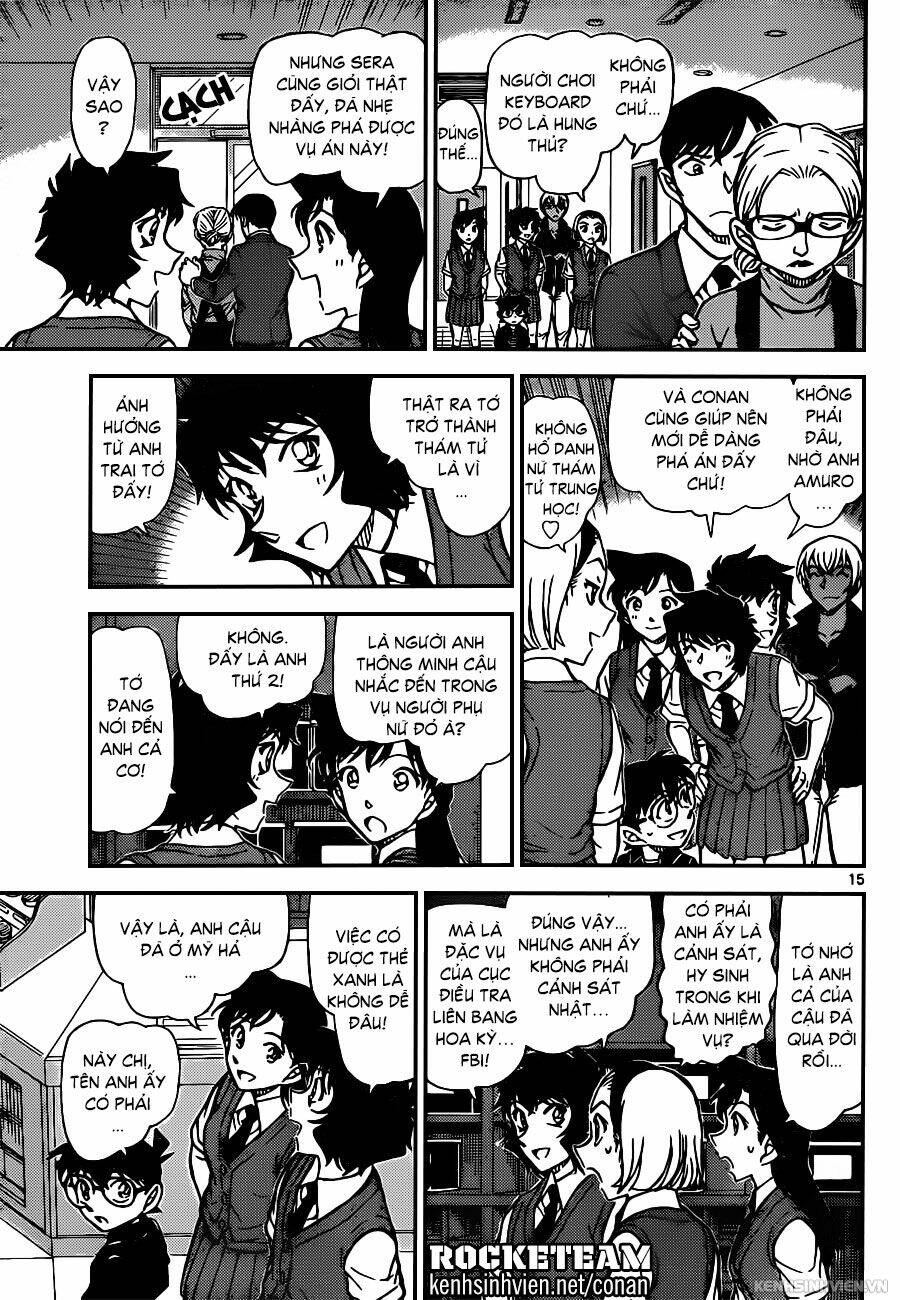 KHÔNG
PHẢI
CHỨ...
NGƯỜI CHƠI
KEYBOARD
ĐÓ LÀ HUNG
THỦ?
ĐÚNG
THẾ...
NHƯNG SERA
CŨNG GIỎI THẬT
ĐẤY, ĐÃ NHẸ
NHÀNG PHÁ ĐƯỢC
VỤ ÁN NÀY!
CẠCH
VẬY
SAO
?
KHÔNG
PHẢI
ĐÂU,
NHỜ ANH
AMURO
...
VÀ CONAN
CÙNG GIÚP NÊN
MỚI DỄ DÀNG
PHÁ ÁN ĐẤY
CHỨ!
KHÔNG
HỔ DANH
NỮ THÁM
TỬ TRUNG
HỌC!
♡
THẬT RA TỚ
TRỞ THÀNH
THÁM TỬ
LÀ VÌ
...
ẢNH
HƯỞNG
TỪ ANH
TRAI TỚ
ĐẤY!
LÀ NGƯỜI ANH
THÔNG MINH CẬU
NHẮC ĐẾN TRONG
VỤ NGƯỜI PHỤ
NỮ ĐÓ À?
KHÔNG.
ĐẤY LÀ ANH
THỨ 2!
TỚ
ĐANG
NÓI ĐẾN
ANH CẢ
CƠ!
15
TỚ NHỚ
LÀ ANH
CẢ CỦA
CẬU ĐÃ
QUA ĐỜI
RỒI...
CÓ PHẢI
ANH ẤY LÀ
CẢNH SÁT,
HY SINH
TRONG KHI
LÀM NHIỆM
VỤ?
ĐÚNG VẬY...
NHƯNG ANH ẤY
KHÔNG PHẢI
CẢNH SÁT
NHẬT...
MÀ LÀ
ĐẶC VỤ
CỦA CỤC
ĐIỀU TRA
LIÊN BANG
HOA KỲ...
FBI!
VIỆC CÓ
ĐƯỢC THẺ
XANH LÀ
KHÔNG DỄ
ĐÂU!
VẬY LÀ, ANH CẬU
ĐÃ Ở MỸ HẢ
...
NÀY CHỊ,
TÊN ANH ẤY
CÓ PHẢI
...
ROCKETEAM
kenhsinhvien.net/conan
KENHSINHVIEN.VN